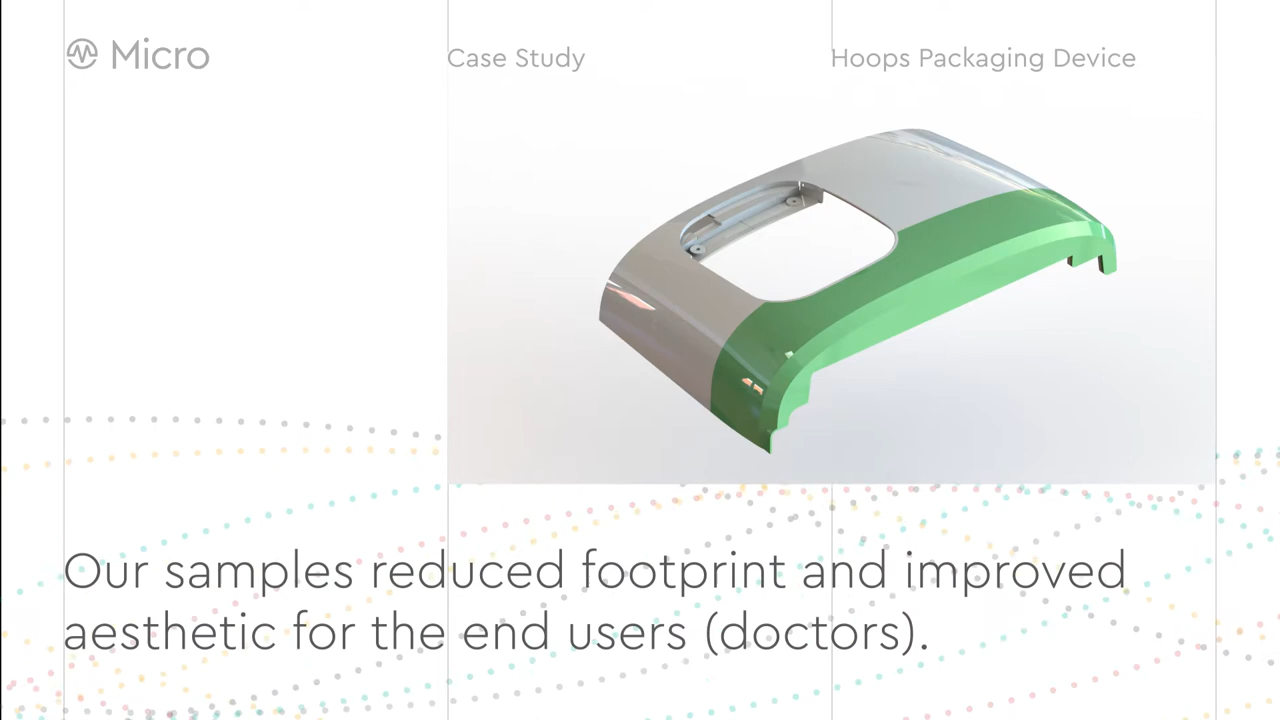 Micro
Case Study
Hoops Packaging Device
Our samples reduced footprint and improved
aesthetic for the end users (doctors).